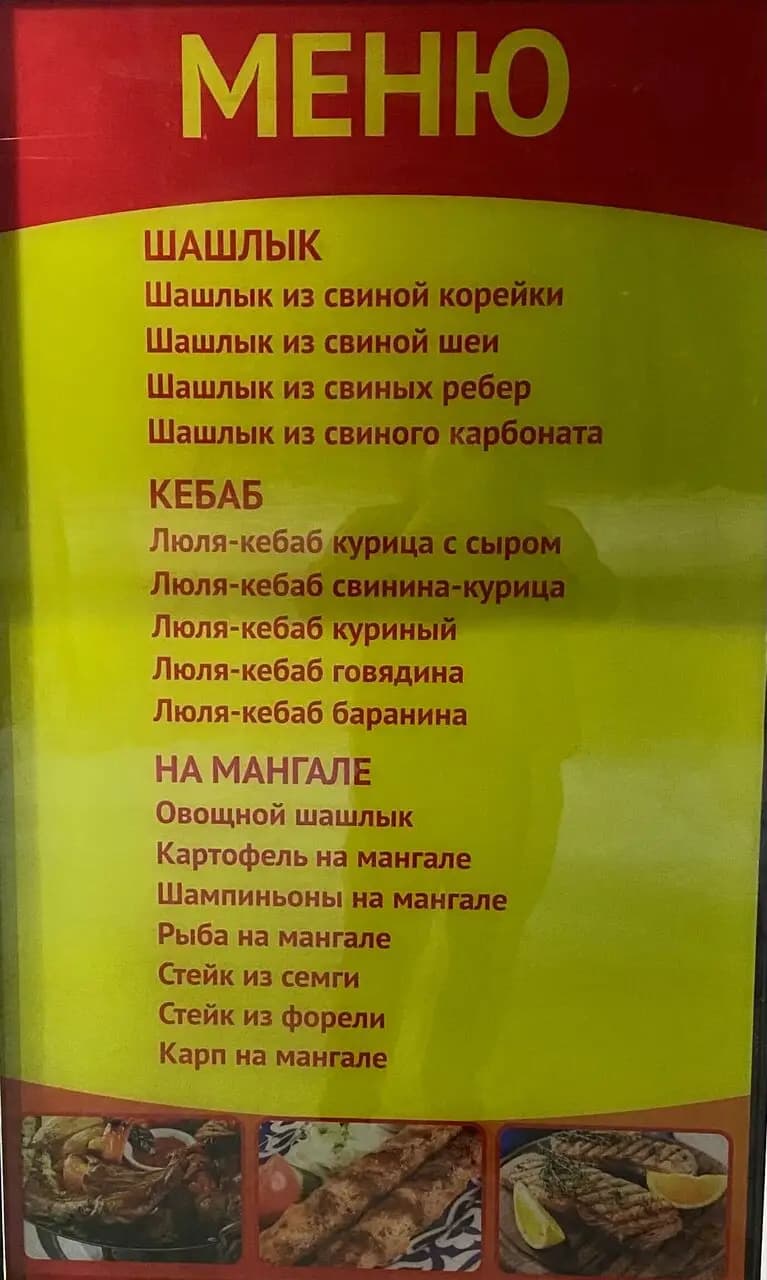 МЕНЮ
ШАШЛЫК
Шашлык из свиной корейки
Шашлык из свиной шеи
Шашлык из свиных ребер
Шашлык из свиного карбоната
КЕБАБ
Люля-кебаб курица с сыром
Люля-кебаб свинина-курица
Люля-кебаб куриный
Люля-кебаб говядина
Люля-кебаб баранина
НА МАНГАЛЕ
Овощной шашлык
Картофель на мангале
Шампиньоны на мангале
Рыба на мангале
Стейк из семги
Стейк из форели
Карп на мангале